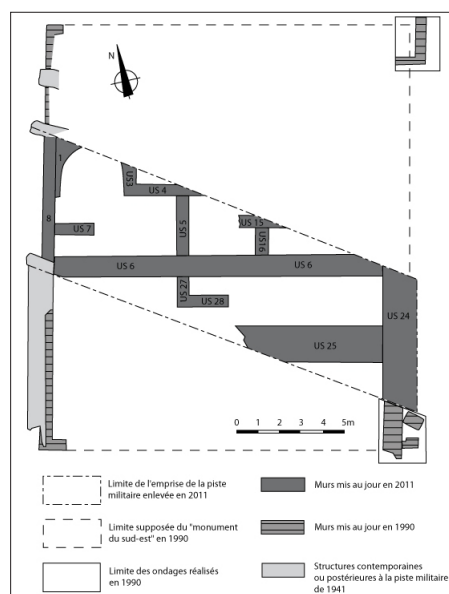 N
1
US3
US 4
US 5
US 15
US16
8
US 7
US 6
US 6
US 27
US 28
US 24
US 25
0 1 2 3 4 5m
Limite de l'emprise de la piste
militaire enlevée en 2011
Murs mis au jour en 2011
Limite supposée du "monument
du sud-est" en 1990
Murs mis au jour en 1990
Limite des ondages réalisés
en 1990
Structures contemporaines
ou postérieures à la piste militaire
de 1941